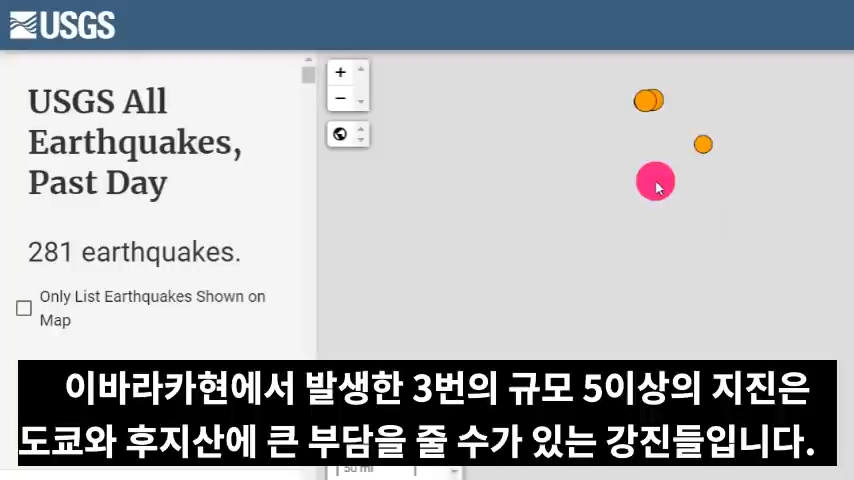 USGS
USGS All
Earthquakes,
Past Day
281 earthquakes.
Only List Earthquakes Shown on
Map
+
−
이바라카현에서 발생한 3번의 규모 5이상의 지진은
도쿄와 후지산에 큰 부담을 줄 수가 있는 강진들입니다.
50 mi